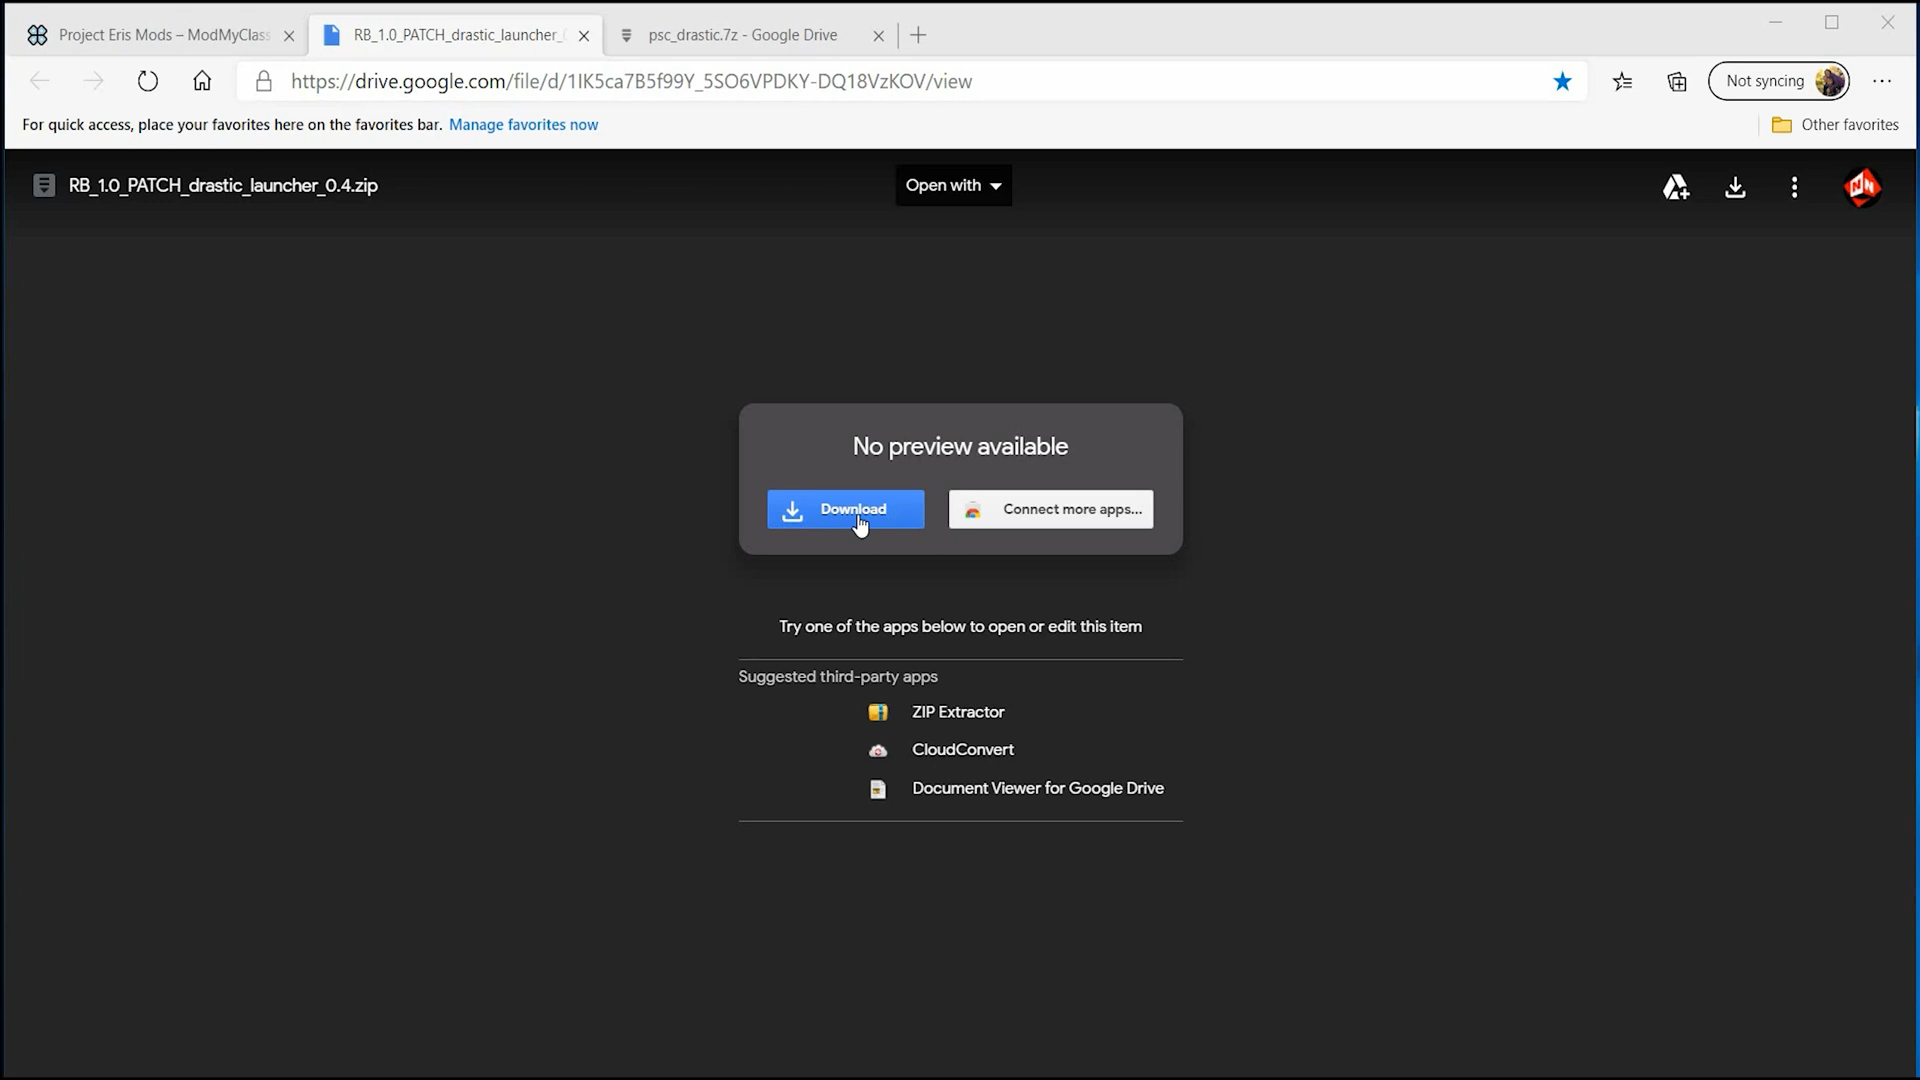 Project Eris Mods – ModMyClass
RB_1.0_PATCH_drastic_launcher_
psc_drastic.7z - Google Drive
https://drive.google.com/file/d/1IK5ca7B5f99Y_5SO6VPDKY-DQ18VzKOV/view
Not syncing
For quick access, place your favorites here on the favorites bar. Manage favorites now
Other favorites
RB_1.0_PATCH_drastic_launcher_0.4.zip
Open with
No preview available
Download
Connect more apps...
Try one of the apps below to open or edit this item
Suggested third-party apps
ZIP Extractor
CloudConvert
Document Viewer for Google Drive